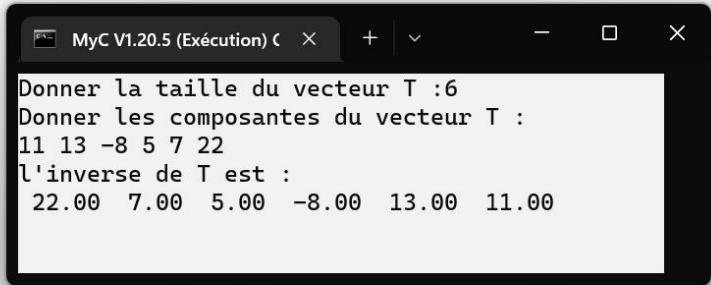 MyC V1.20.5 (Exécution) (
Donner la taille du vecteur T :6
Donner les composantes du vecteur T :
11 13 -8 5 7 22
l'inverse de T est :
22.00 7.00 5.00 -8.00 13.00 11.00